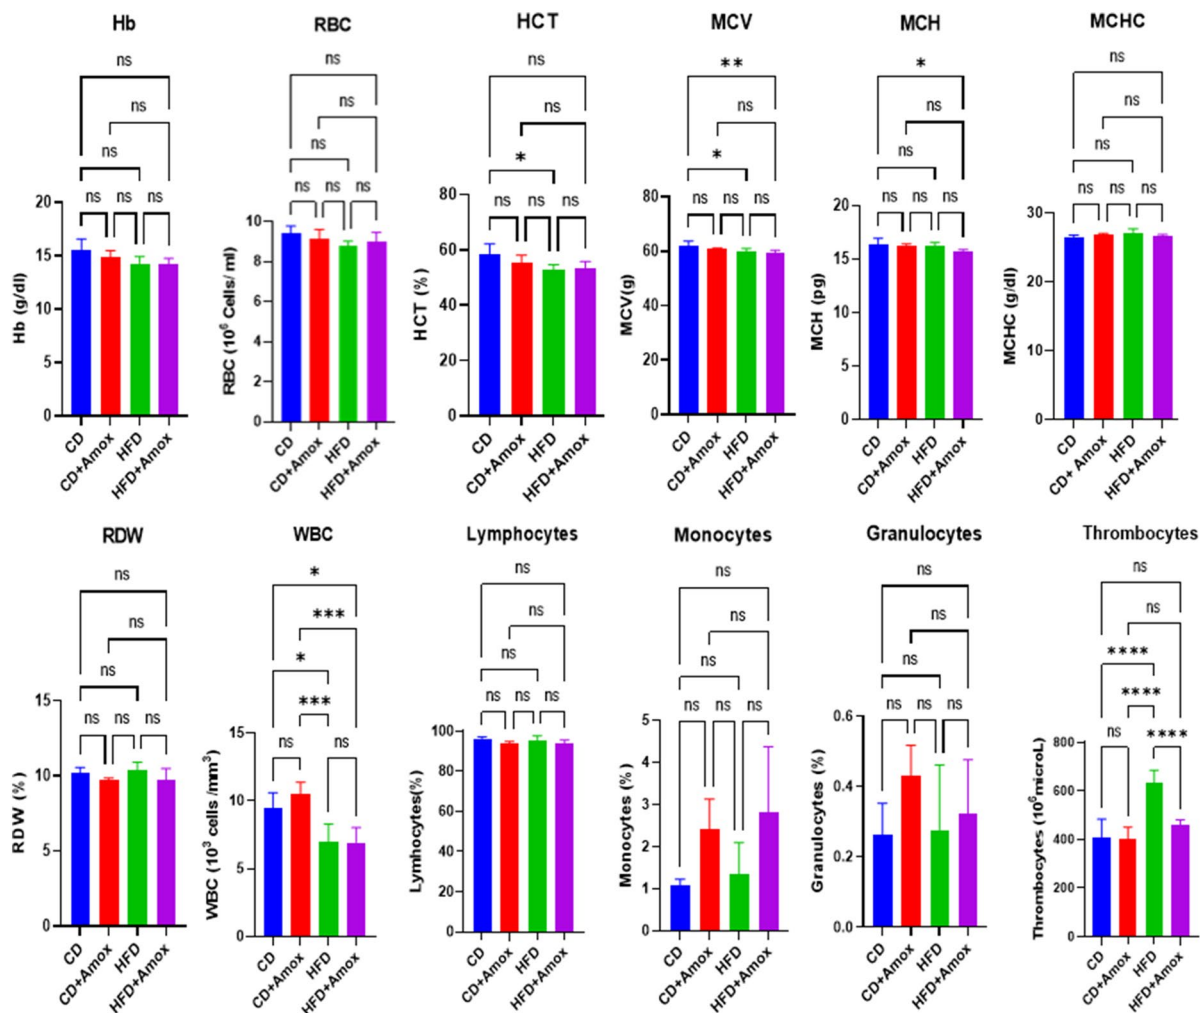 Hb
ns
ns
ns
ns ns ns
20
15
10
5
0
Hb (g/dl)
CD
CD+Amox
HFD
HFD+Amox
RBC
ns
ns
ns
ns ns ns
10
8
6
4
2
0
RBC (10⁶ Cells/ ml)
CD
CD+Amox
HFD
HFD+Amox
HCT
ns
ns
*
ns ns ns
80
60
40
20
0
HCT (%)
CD
CD+Amox
HFD
HFD+Amox
MCV
**
ns
*
ns ns ns
80
60
40
20
0
MCV(g)
CD
CD+Amox
HFD
HFD+Amox
MCH
*
ns
ns
ns ns ns
20
15
10
5
0
MCH (pg)
CD
CD+Amox
HFD
HFD+Amox
MCHC
ns
ns
ns
ns ns ns
30
20
10
0
MCHC (g/dl)
CD
CD+ Amox
HFD
HFD+Amox
RDW
ns
ns
ns
ns ns ns
15
10
5
0
RDW (%)
CD
CD+Amox
HFD
HFD+Amox
WBC
*
***
*
***
ns ns
15
10
5
0
WBC (10³ cells /mm³)
CD
CD+Amox
HFD
HFD+Amox
Lymphocytes
ns
ns
ns
ns ns ns
100
80
60
40
20
0
Lymhocytes(%)
CD
CD+Amox
HFD
HFD+Amox
Monocytes
ns
ns
ns
ns ns ns
5
4
3
2
1
0
Monocytes (%)
CD
CD+Amox
HFD
HFD+Amox
Granulocytes
ns
ns
ns
ns ns ns
0.6
0.4
0.2
0.0
Granulocytes (%)
CD
CD+Amox
HFD
HFD+Amox
Thrombocytes
ns
ns
****
****
ns ****
800
600
400
200
0
Thrombocytes (10⁶microL)
CD
CD+Amox
HFD
HFD+Amox